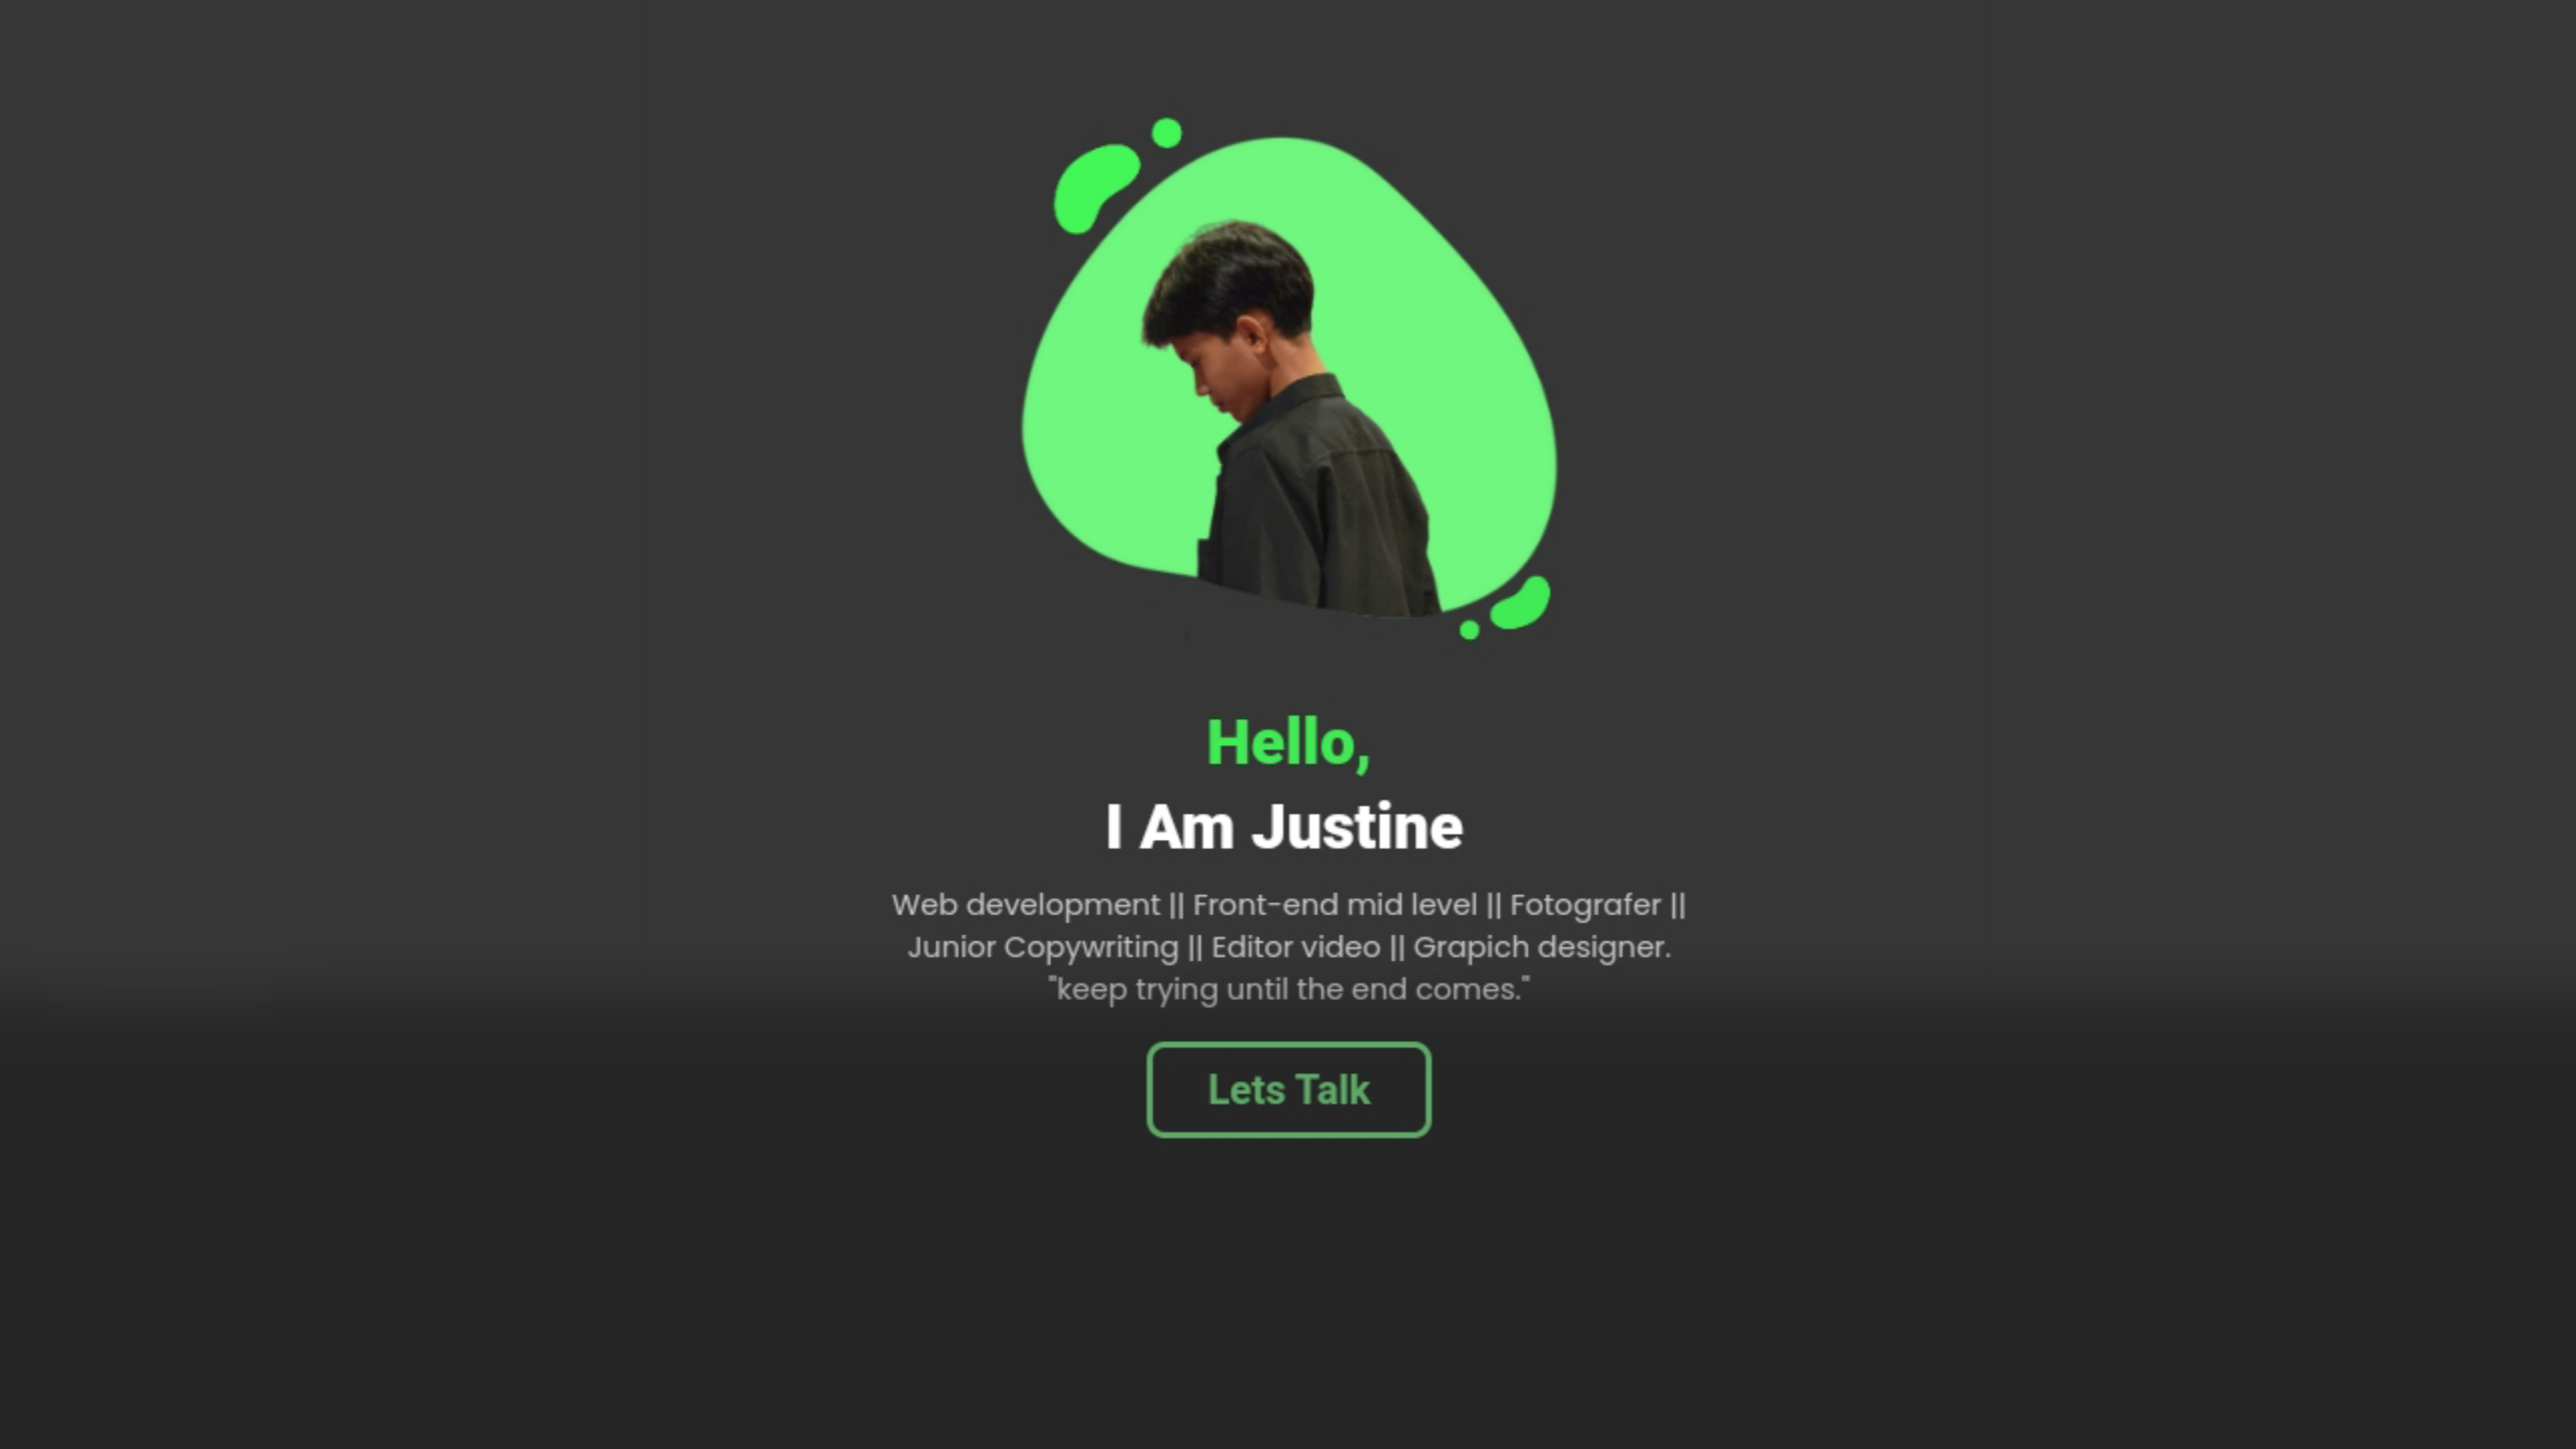 Hello,
I Am Justine
Web development || Front-end mid level || Fotografer ||
Junior Copywriting || Editor video || Grapich designer.
"keep trying until the end comes."
Lets Talk